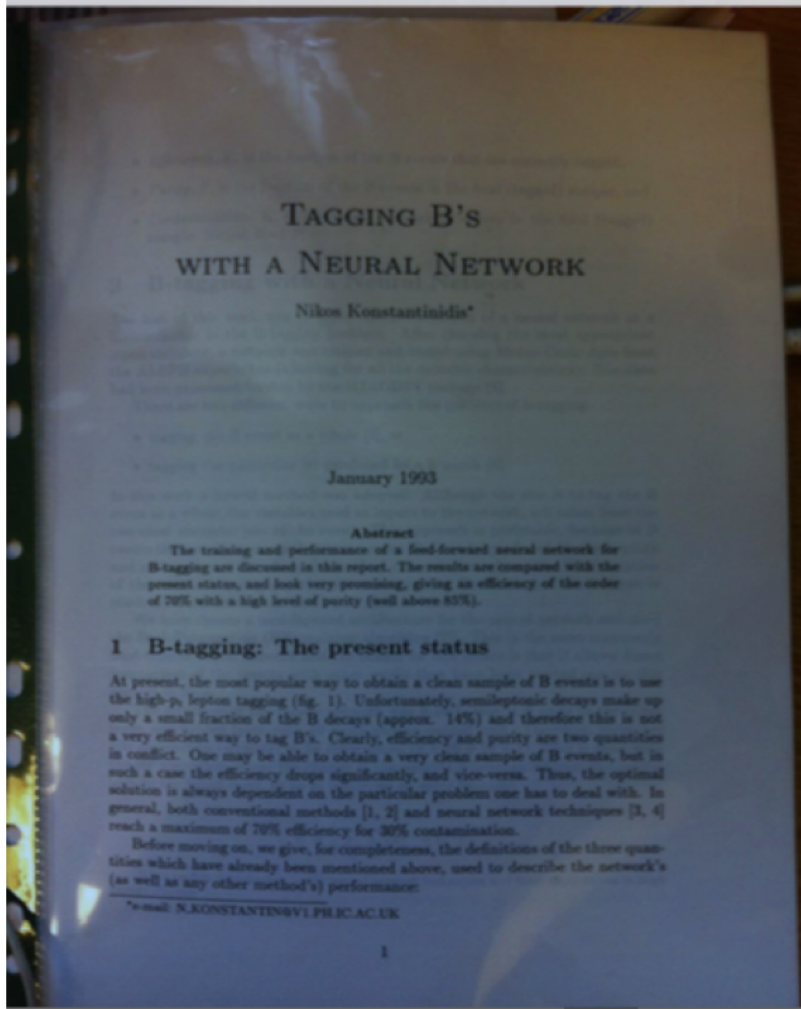 TAGGING B'S
WITH A NEURAL NETWORK
Nikos Konstantinidis*
January 1993
Abstract
The training and performance of a feed-forward neural network for
B-tagging are discussed in this report. The results are compared with the
present status, and look very promising, giving an efficiency of the order
of 70% with a high level of purity (well above 85%).
1 B-tagging: The present status
At present, the most popular way to obtain a clean sample of B events is to use
the high-pₜ lepton tagging (fig. 1). Unfortunately, semileptonic decays make up
only a small fraction of the B decays (approx. 14%) and therefore this is not
a very efficient way to tag B's. Clearly, efficiency and purity are two quantities
in conflict. One may be able to obtain a very clean sample of B events, but in
such a case the efficiency drops significantly, and vice-versa. Thus, the optimal
solution is always dependent on the particular problem one has to deal with. In
general, both conventional methods [1, 2] and neural network techniques [3, 4]
reach a maximum of 70% efficiency for 30% contamination.
Before moving on, we give, for completeness, the definitions of the three quan-
tities which have already been mentioned above, used to describe the network's
(as well as any other method's) performance:
*e-mail: N.KONSTANTIN@V1.PH.IC.AC.UK
1